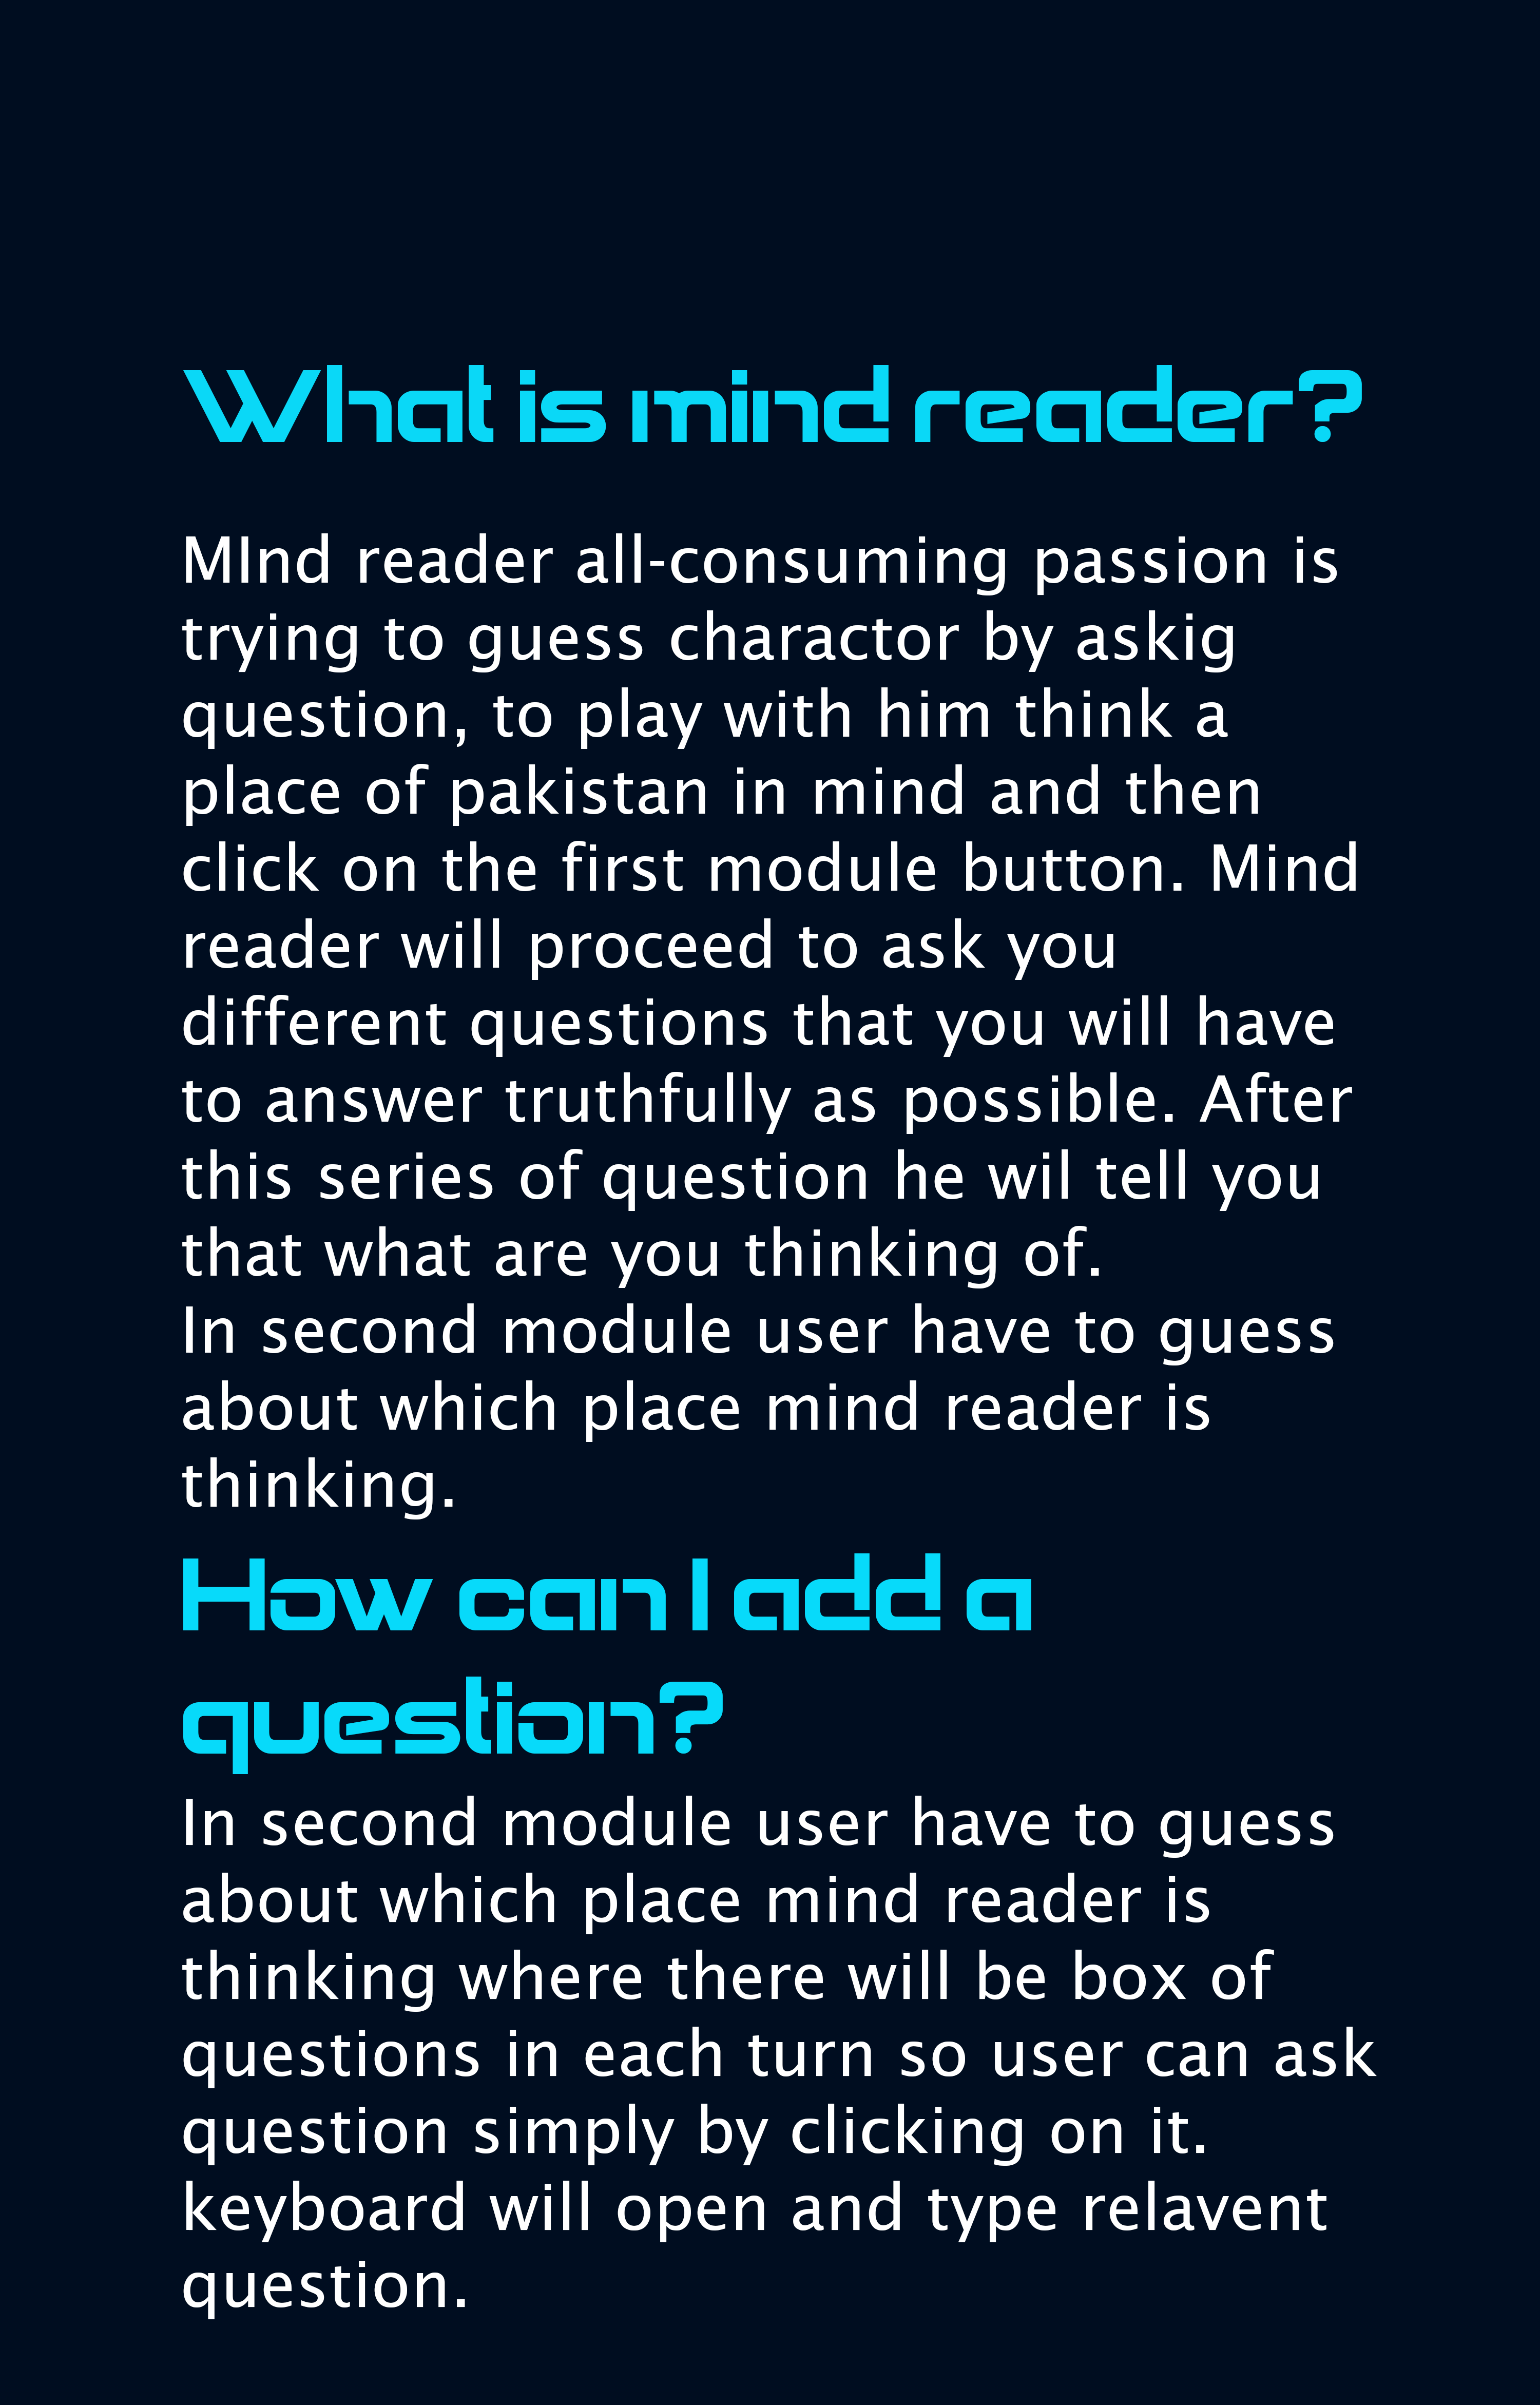 What is mind reader?
MInd reader all-consuming passion is
trying to guess charactor by askig
question, to play with him think a
place of pakistan in mind and then
click on the first module button. Mind
reader will proceed to ask you
different questions that you will have
to answer truthfully as possible. After
this series of question he wil tell you
that what are you thinking of.
In second module user have to guess
about which place mind reader is
thinking.
How can I add a
question?
In second module user have to guess
about which place mind reader is
thinking where there will be box of
questions in each turn so user can ask
question simply by clicking on it.
keyboard will open and type relavent
question.